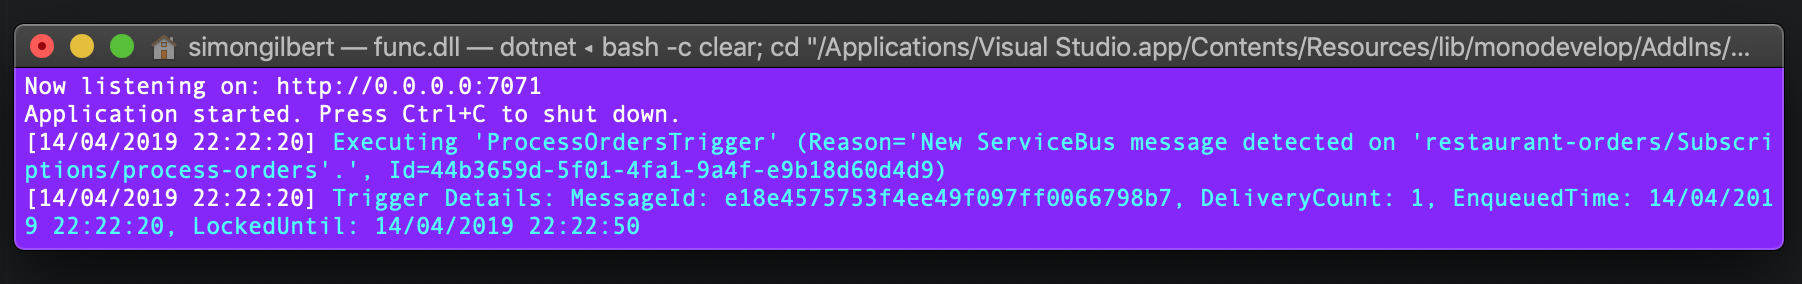 simongilbert — func.dll — dotnet ◂ bash -c clear; cd "/Applications/Visual Studio.app/Contents/Resources/lib/monodevelop/AddIns/...
Now listening on: http://0.0.0.0:7071
Application started. Press Ctrl+C to shut down.
[14/04/2019 22:22:20] Executing 'ProcessOrdersTrigger' (Reason='New ServiceBus message detected on 'restaurant-orders/Subscri
ptions/process-orders'.', Id=44b3659d-5f01-4fa1-9a4f-e9b18d60d4d9)
[14/04/2019 22:22:20] Trigger Details: MessageId: e18e4575753f4ee49f097ff0066798b7, DeliveryCount: 1, EnqueuedTime: 14/04/201
9 22:22:20, LockedUntil: 14/04/2019 22:22:50